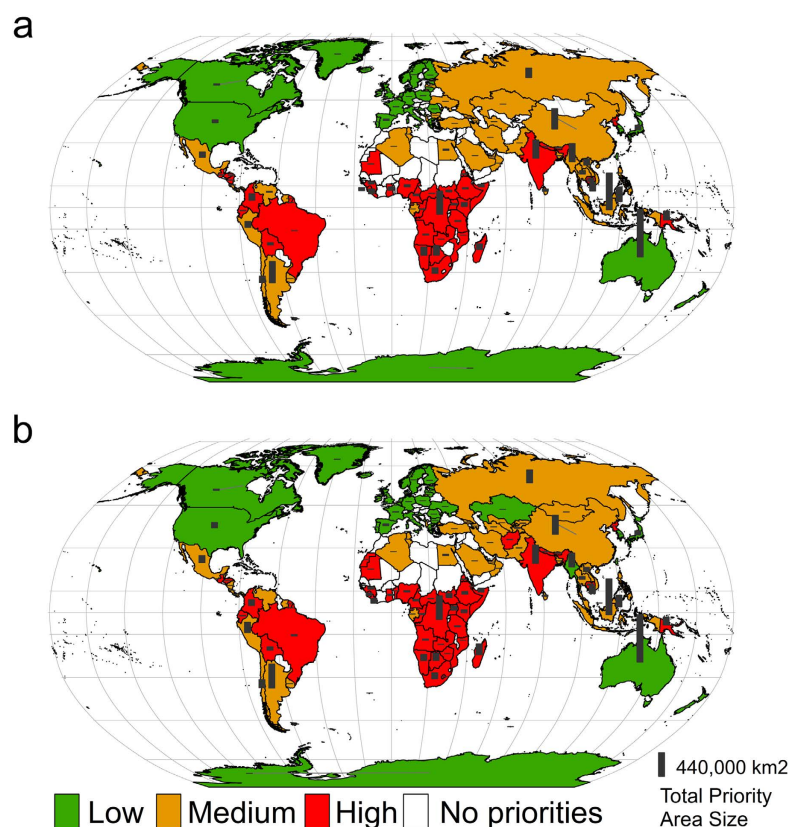 a
b
440,000 km2
Low Medium High No priorities
Total Priority
Area Size